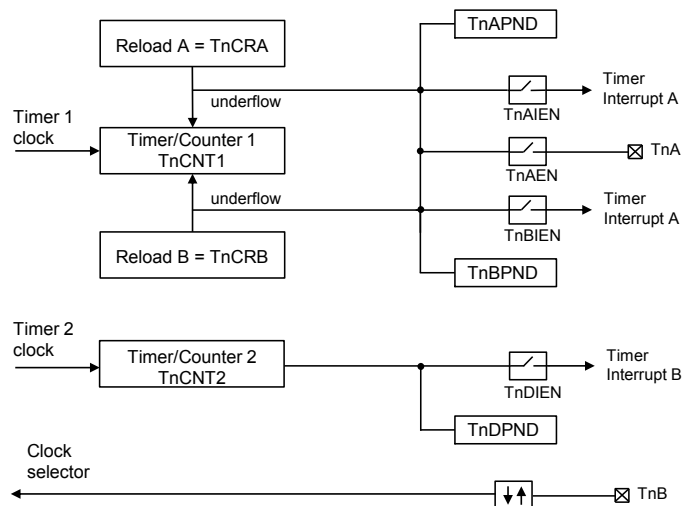 Reload A = TnCRA
TnAPND
underflow
Timer
Interrupt A
TnAIEN
Timer 1
clock
Timer/Counter 1
TnCNT1
TnA
TnAEN
underflow
Timer
Interrupt A
TnBIEN
Reload B = TnCRB
TnBPND
Timer 2
clock
Timer/Counter 2
TnCNT2
Timer
Interrupt B
TnDIEN
TnDPND
Clock
selector
TnB